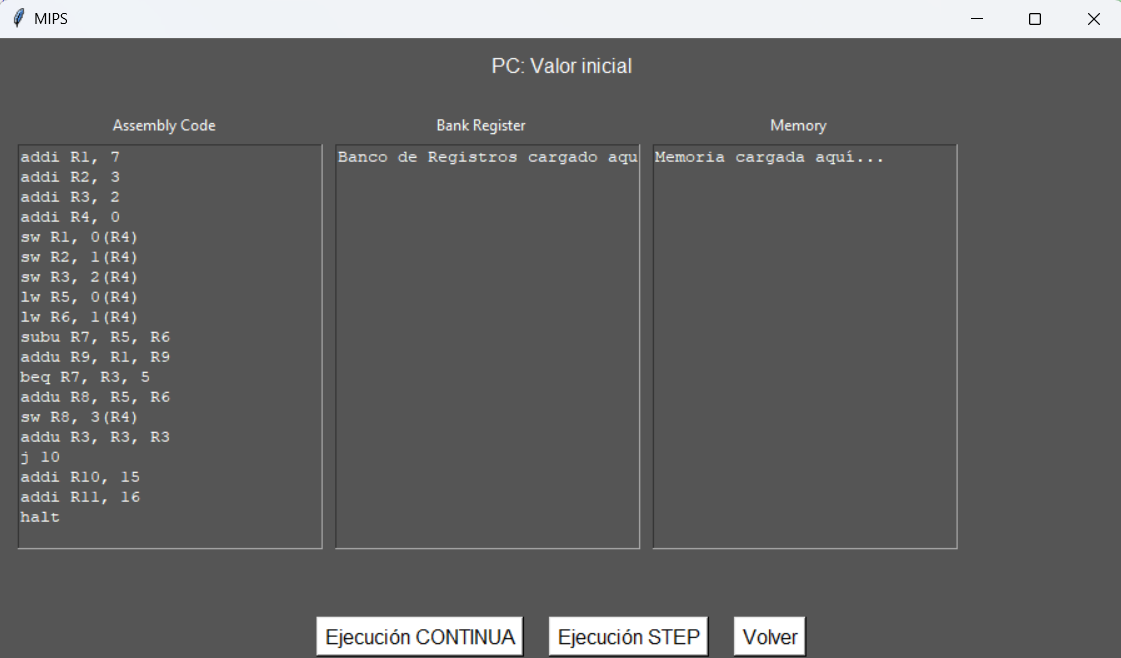 MIPS
PC: Valor inicial
Assembly Code
addi R1, 7
addi R2, 3
addi R3, 2
addi R4, 0
sw R1, 0(R4)
sw R2, 1(R4)
sw R3, 2(R4)
lw R5, 0(R4)
lw R6, 1(R4)
subu R7, R5, R6
addu R9, R1, R9
beq R7, R3, 5
addu R8, R5, R6
sw R8, 3(R4)
addu R3, R3, R3
j 10
addi R10, 15
addi R11, 16
halt
Bank Register
Banco de Registros cargado aqu
Memory
Memoria cargada aquí...
Ejecución CONTINUA
Ejecución STEP
Volver